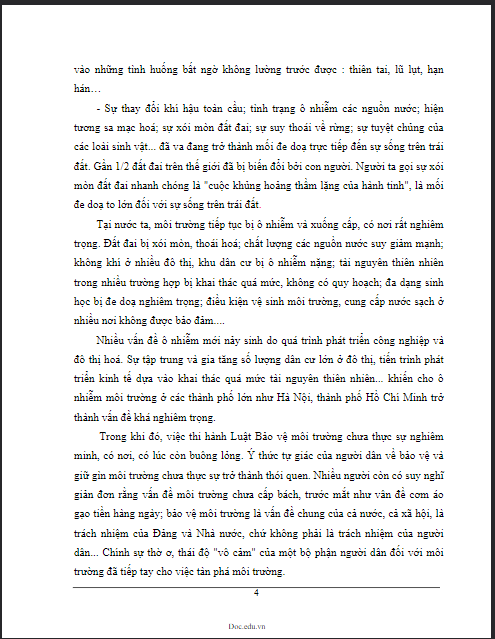 vào những tình huống bất ngờ không lường trước được : thiên tai, lũ lụt, hạn
hán…
- Sự thay đổi khí hậu toàn cầu; tình trạng ô nhiễm các nguồn nước; hiện
tượng sa mạc hoá; sự xói mòn đất đai; sự suy thoái về rừng; sự tuyệt chủng của
các loài sinh vật... đã và đang trở thành mối đe doạ trực tiếp đến sự sống trên trái
đất. Gần 1/2 đất đai trên thế giới đã bị biến đổi bởi con người. Người ta gọi sự xói
mòn đất đai nhanh chóng là "cuộc khủng hoảng thầm lặng của hành tinh", là mối
đe doạ to lớn đối với sự sống trên trái đất.
Tại nước ta, môi trường tiếp tục bị ô nhiễm và xuống cấp, có nơi rất nghiêm
trọng. Đất đai bị xói mòn, thoái hoá; chất lượng các nguồn nước suy giảm mạnh;
không khí ở nhiều đô thị, khu dân cư bị ô nhiễm nặng; tài nguyên thiên nhiên
trong nhiều trường hợp bị khai thác quá mức, không có quy hoạch; đa dạng sinh
học bị đe doạ nghiêm trọng; điều kiện vệ sinh môi trường, cung cấp nước sạch ở
nhiều nơi không được bảo đảm....
Nhiều vấn đề ô nhiễm mới nảy sinh do quá trình phát triển công nghiệp và
đô thị hoá. Sự tập trung và gia tăng số lượng dân cư lớn ở đô thị, tiến trình phát
triển kinh tế dựa vào khai thác quá mức tài nguyên thiên nhiên... khiến cho ô
nhiễm môi trường ở các thành phố lớn như Hà Nội, thành phố Hồ Chí Minh trở
thành vấn đề khá nghiêm trọng.
Trong khi đó, việc thi hành Luật Bảo vệ môi trường chưa thực sự nghiêm
minh, có nơi, có lúc còn buông lỏng. Ý thức tự giác của người dân về bảo vệ và
giữ gìn môi trường chưa thực sự trở thành thói quen. Nhiều người còn có suy nghĩ
giản đơn rằng vấn đề môi trường chưa cấp bách, trước mắt như vân đề cơm áo
gạo tiền hàng ngày; bảo vệ môi trường là vấn đề chung của cả nước, cả xã hội, là
trách nhiệm của Đảng và Nhà nước, chứ không phải là trách nhiệm của người
dân... Chính sự thờ ơ, thái độ "vô cảm" của một bộ phận người dân đối với môi
trường đã tiếp tay cho việc tàn phá môi trường.
4
Doc.edu.vn